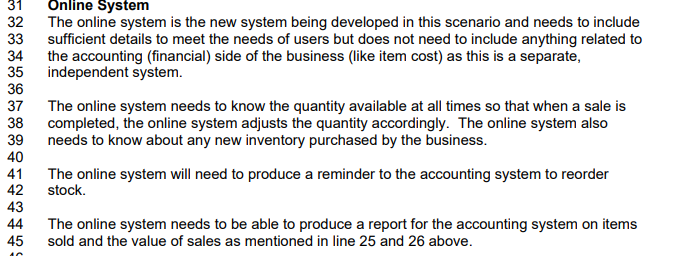 31 Online System
32 The online system is the new system being developed in this scenario and needs to include
33 sufficient details to meet the needs of users but does not need to include anything related to
34 the accounting (financial) side of the business (like item cost) as this is a separate,
35 independent system.
36
37 The online system needs to know the quantity available at all times so that when a sale is
38 completed, the online system adjusts the quantity accordingly. The online system also
39 needs to know about any new inventory purchased by the business.
40
41 The online system will need to produce a reminder to the accounting system to reorder
42 stock.
43
44 The online system needs to be able to produce a report for the accounting system on items
45 sold and the value of sales as mentioned in line 25 and 26 above.